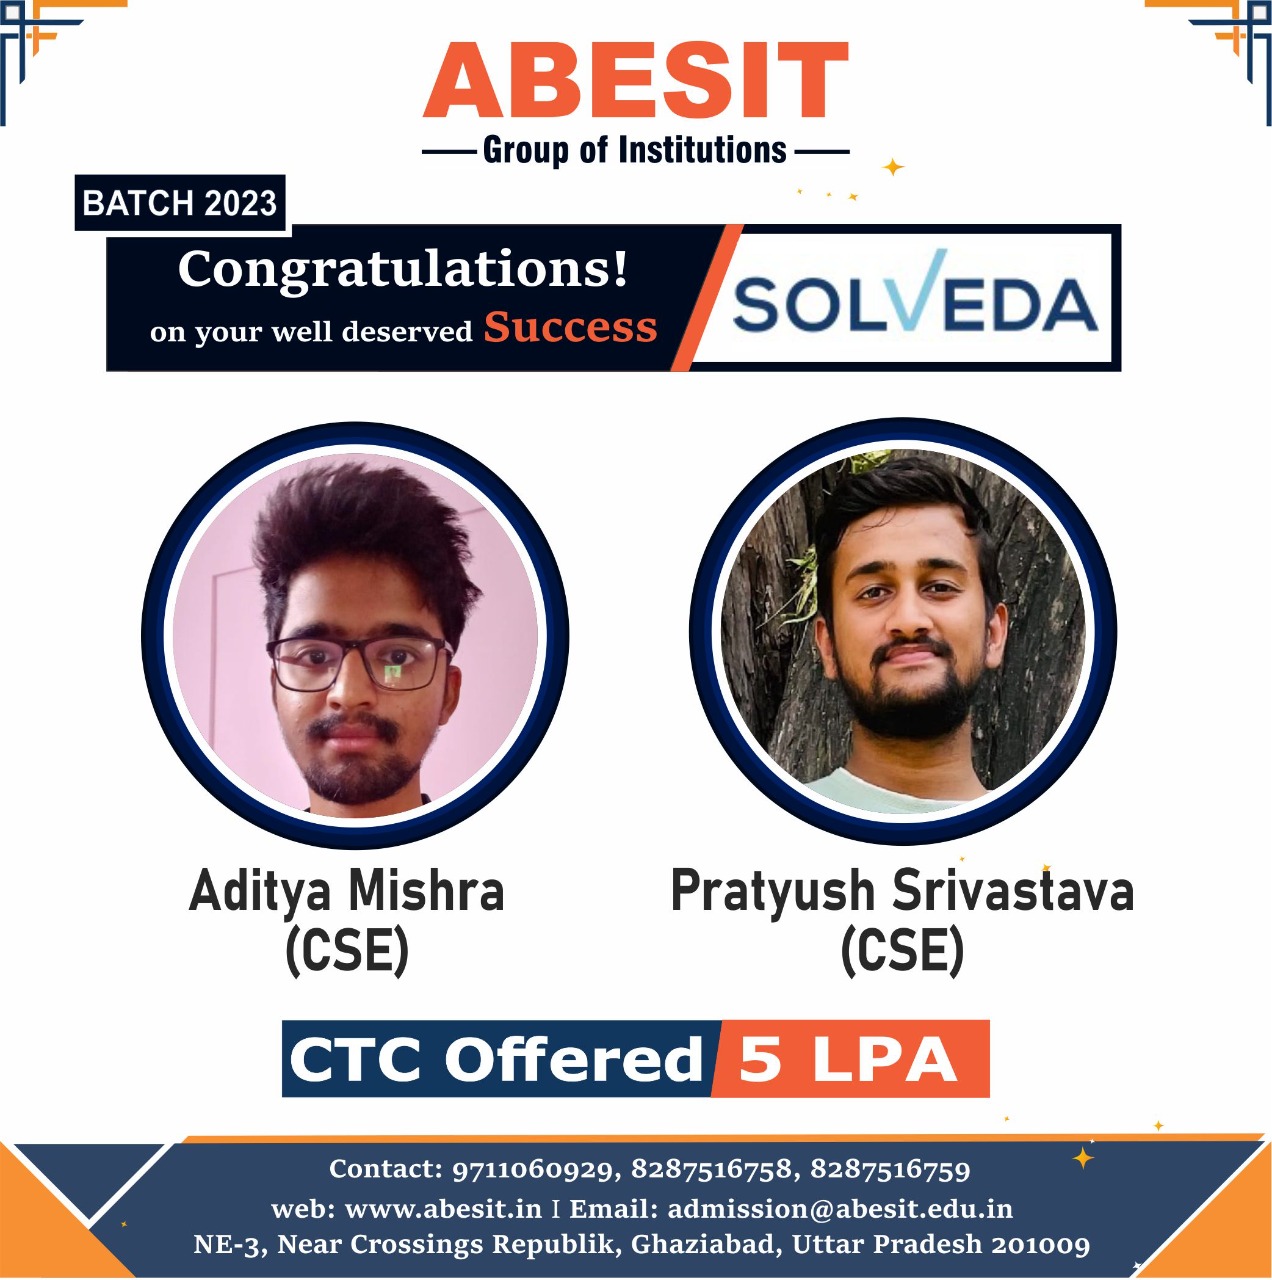 ABESIT
Group of Institutions
BATCH 2023
Congratulations!
on your well deserved Success
SOLVEDA
Aditya Mishra
(CSE)
Pratyush Srivastava
(CSE)
CTC Offered 5 LPA
Contact: 9711060929, 8287516758, 8287516759
web: www.abesit.in I Email: admission@abesit.edu.in
NE-3, Near Crossings Republik, Ghaziabad, Uttar Pradesh 201009